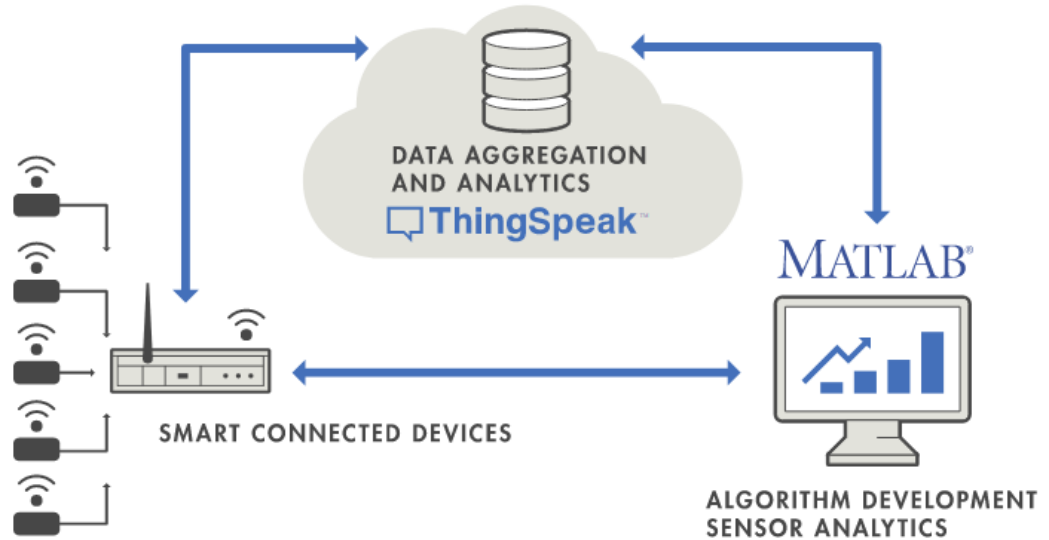 DATA AGGREGATION
AND ANALYTICS
ThingSpeak™
MATLAB®
SMART CONNECTED DEVICES
ALGORITHM DEVELOPMENT
SENSOR ANALYTICS